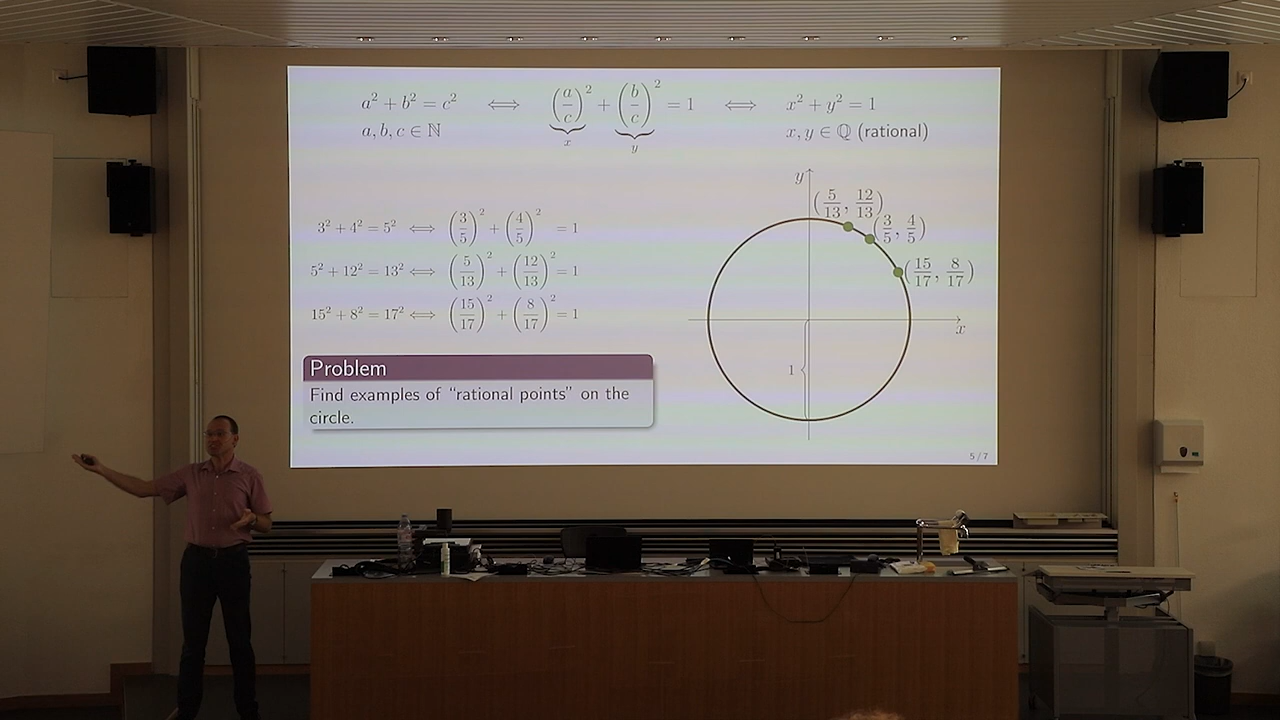 a² + b² = c² ⟺ (a/c)² + (b/c)² = 1 ⟺ x² + y² = 1
x y
a, b, c ∈ ℕ x, y ∈ ℚ (rational)
3² + 4² = 5² ⟺ (3/5)² + (4/5)² = 1
5² + 12² = 13² ⟺ (5/13)² + (12/13)² = 1
15² + 8² = 17² ⟺ (15/17)² + (8/17)² = 1
y
(5/13, 12/13)
(3/5, 4/5)
(15/17, 8/17)
x
1
Problem
Find examples of “rational points” on the
circle.
5 / 7